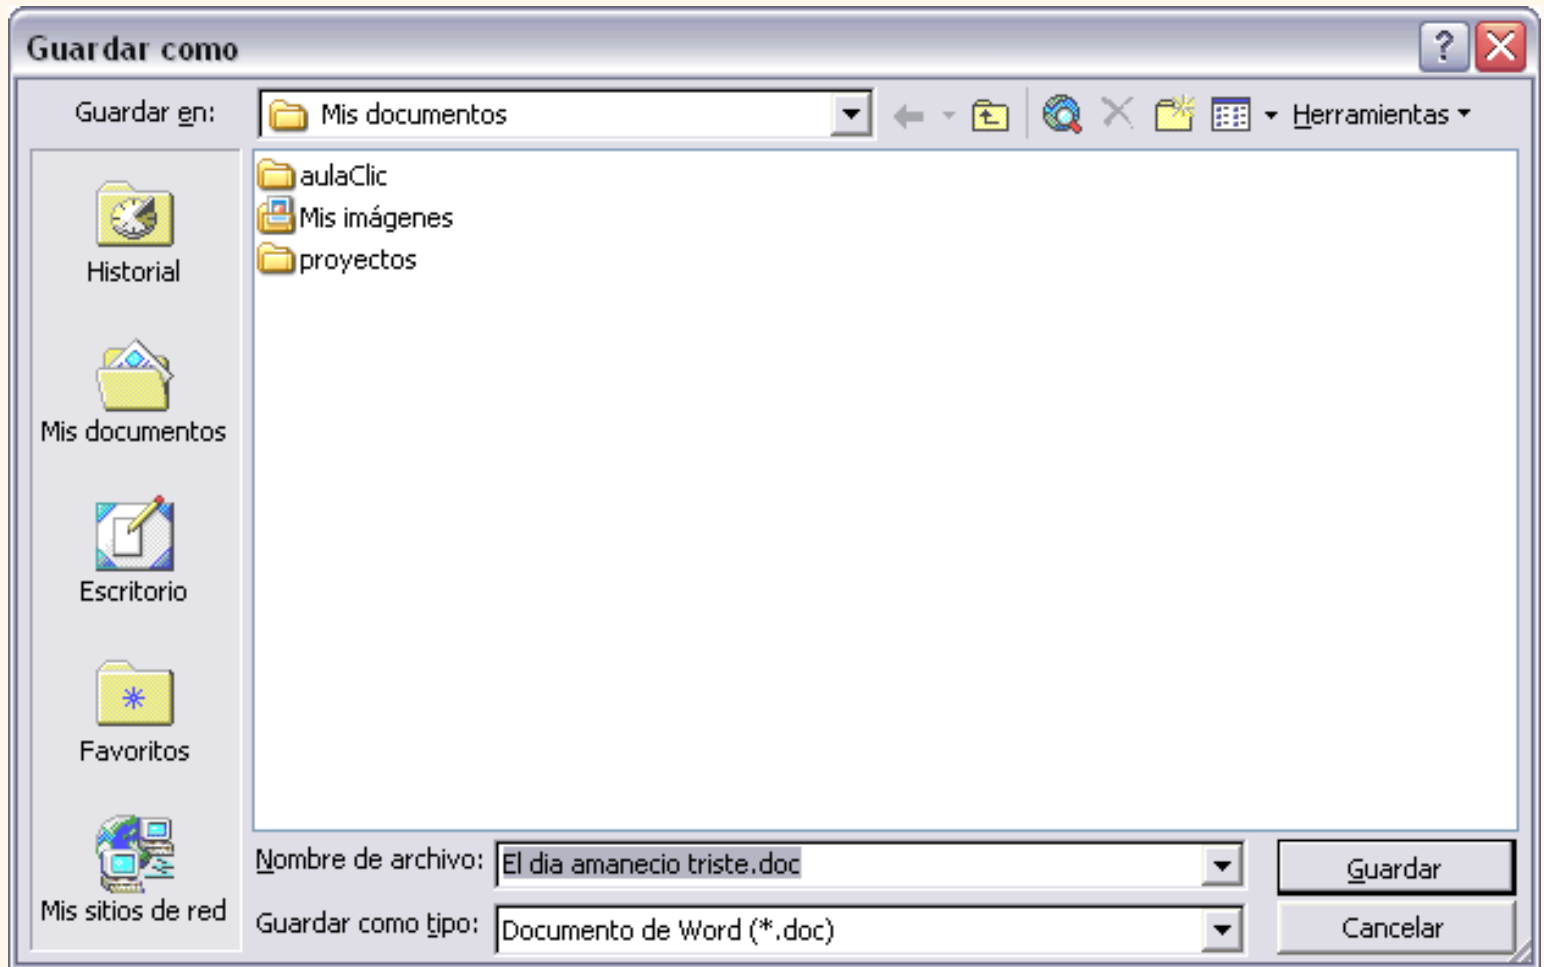 Guardar como
Guardar en:
Mis documentos
Herramientas
aulaClic
Mis imágenes
proyectos
Historial
Mis documentos
Escritorio
Favoritos
Mis sitios de red
Nombre de archivo:
El dia amanecio triste.doc
Guardar
Guardar como tipo:
Documento de Word (*.doc)
Cancelar